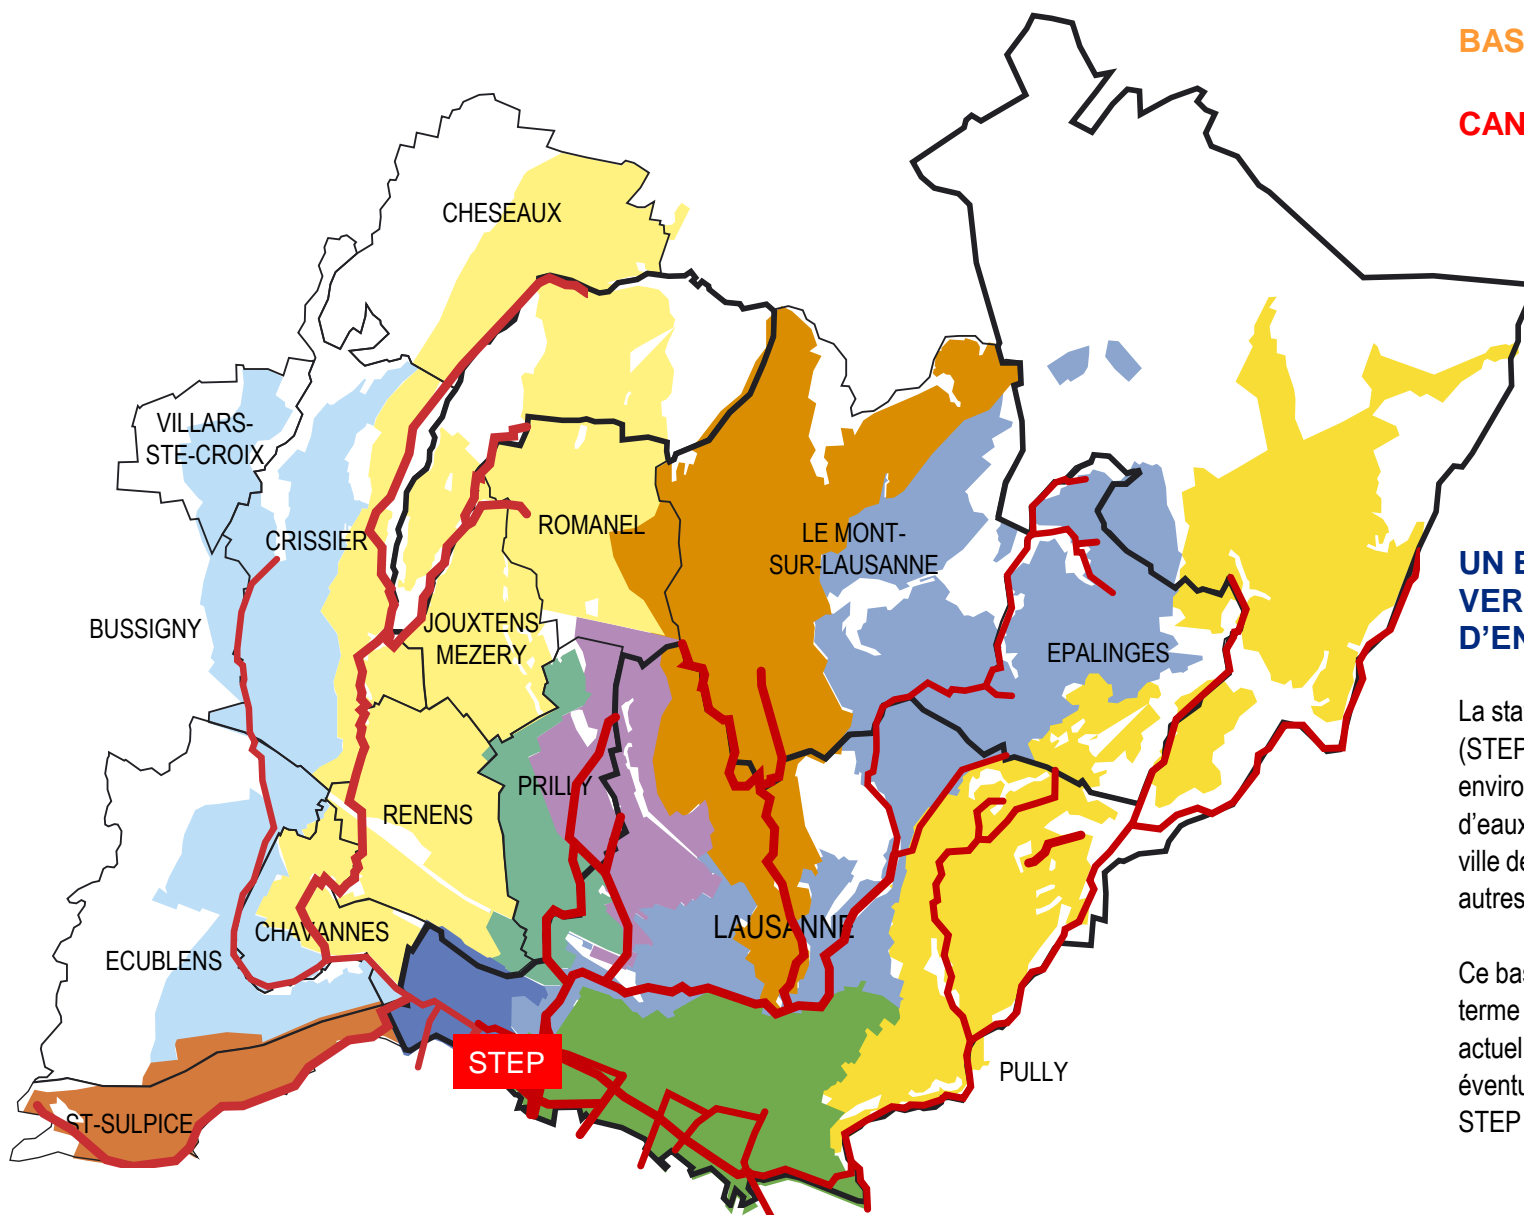 BAS
CAN
CHESEAUX
VILLARS-
STE-CROIX
CRISSIER
ROMANEL
LE MONT-
SUR-LAUSANNE
BUSSIGNY
JOUXTENS
MEZERY
EPALINGES
PRILLY
RENENS
LAUSANNE
CHAVANNES
ECUBLENS
STEP
PULLY
ST-SULPICE
UN B
VER
D'EN
La sta
(STEP
enviro
d'eaux
ville de
autres
Ce bas
terme
actuel
éventu
STEP